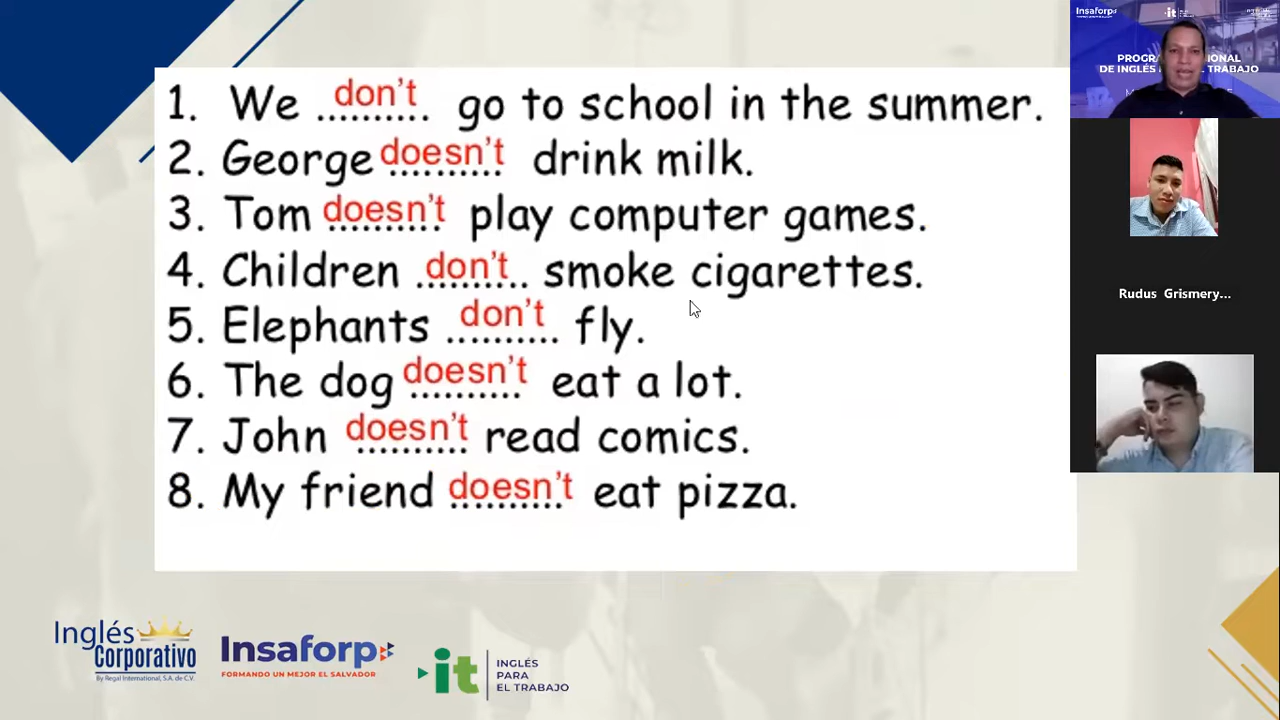 1. We don't go to school in the summer.
2. George doesn't drink milk.
3. Tom doesn't play computer games.
4. Children don't smoke cigarettes.
5. Elephants don't fly.
6. The dog doesn't eat a lot.
7. John doesn't read comics.
8. My friend doesn't eat pizza.
Inglés
Corporativo
By Regal International, S.A. de C.V.
Insaforp
FORMANDO UN MEJOR EL SALVADOR
it
INGLÉS
PARA
EL TRABAJO
Insaforp
it
DE INGLÉS TRABAJO
Rudus Grismery...